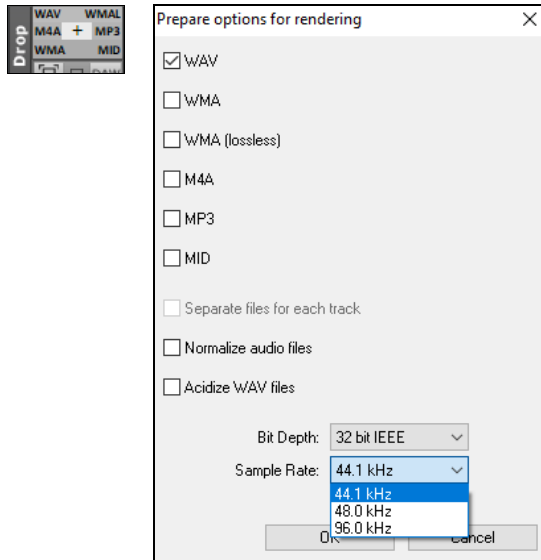 Drop
WAV WMAL
M4A + MP3
WMA MID
Prepare options for rendering
WAV
WMA
WMA (lossless)
M4A
MP3
MID
Separate files for each track
Normalize audio files
Acidize WAV files
Bit Depth: 32 bit IEEE
Sample Rate: 44.1 kHz
44.1 kHz
48.0 kHz
96.0 kHz
Cancel